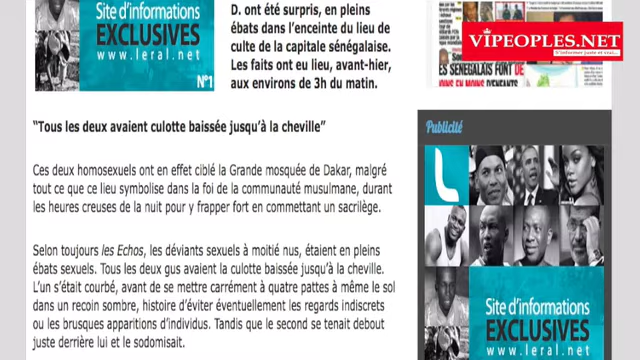 Site d'informations
EXCLUSIVES
www.leral.net
N°1
D. ont été surpris, en pleins
ébats dans l'enceinte du lieu de
culte de la capitale sénégalaise.
Les faits ont eu lieu, avant-hier,
aux environs de 3h du matin.
VIPEOPLES.NET
S SENEGALAIS FONT DE
"Tous les deux avaient culotte baissée jusqu'à la cheville"
Ces deux homosexuels ont en effet ciblé la Grande mosquée de Dakar, malgré
tout ce que ce lieu symbolise dans la foi de la communauté musulmane, durant
les heures creuses de la nuit pour y frapper fort en commettant un sacrilège.
Selon toujours les Echos, les déviants sexuels à moitié nus, étaient en pleins
ébats sexuels. Tous les deux gus avaient la culotte baissée jusqu'à la cheville.
L'un s'était courbé, avant de se mettre carrément à quatre pattes à même le sol
dans un recoin sombre, histoire d'éviter éventuellement les regards indiscrets
ou les brusques apparitions d'individus. Tandis que le second se tenait debout
juste derrière lui et le sodomisait.
Publicité
L
Site d'informations
EXCLUSIVES
www.leral.net